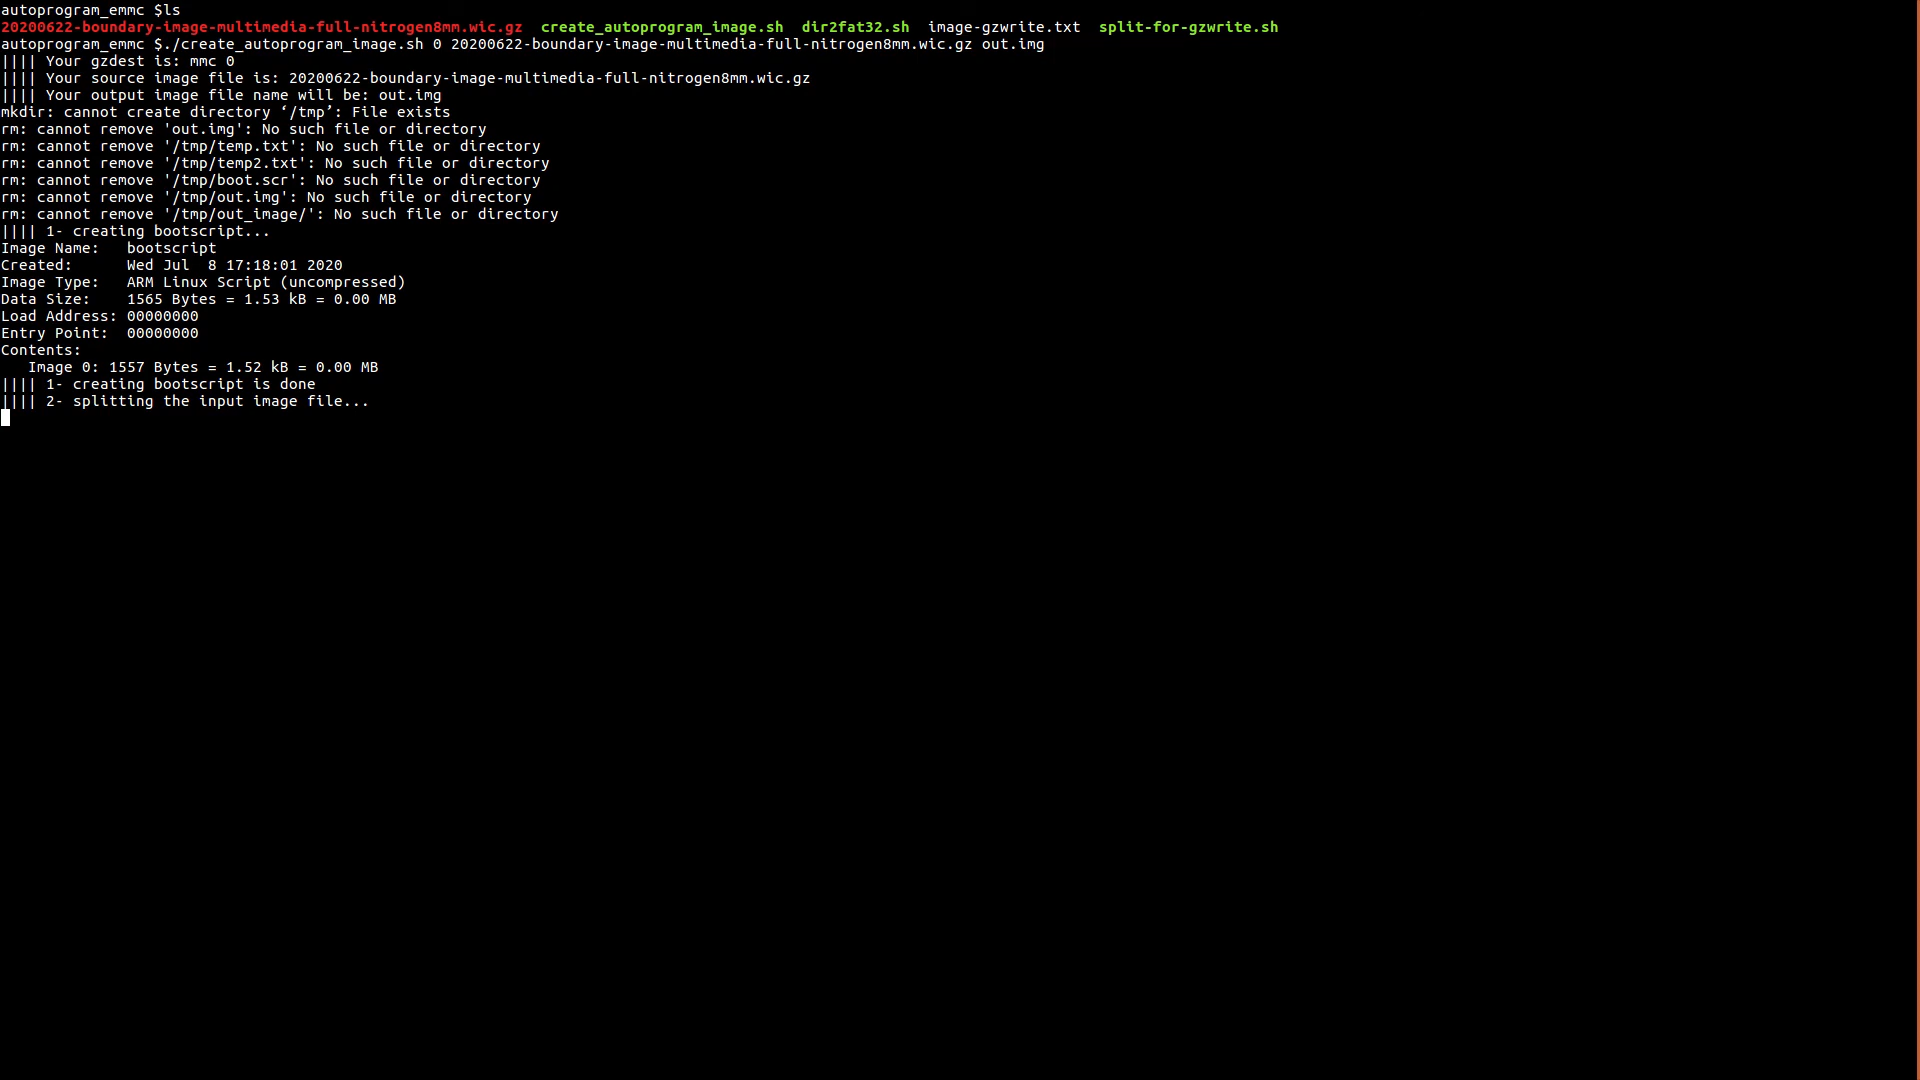 autoprogram_emmc $ls
20200622-boundary-image-multimedia-full-nitrogen8mm.wic.gz  create_autoprogram_image.sh  dir2fat32.sh  image-gzwrite.txt  split-for-gzwrite.sh
autoprogram_emmc $./create_autoprogram_image.sh 0 20200622-boundary-image-multimedia-full-nitrogen8mm.wic.gz out.img
|||| Your gzdest is: mmc 0
|||| Your source image file is: 20200622-boundary-image-multimedia-full-nitrogen8mm.wic.gz
|||| Your output image file name will be: out.img
mkdir: cannot create directory ‘/tmp’: File exists
rm: cannot remove 'out.img': No such file or directory
rm: cannot remove '/tmp/temp.txt': No such file or directory
rm: cannot remove '/tmp/temp2.txt': No such file or directory
rm: cannot remove '/tmp/boot.scr': No such file or directory
rm: cannot remove '/tmp/out.img': No such file or directory
rm: cannot remove '/tmp/out_image/': No such file or directory
|||| 1- creating bootscript...
Image Name:   bootscript
Created:      Wed Jul  8 17:18:01 2020
Image Type:   ARM Linux Script (uncompressed)
Data Size:    1565 Bytes = 1.53 kB = 0.00 MB
Load Address: 00000000
Entry Point:  00000000
Contents:
   Image 0: 1557 Bytes = 1.52 kB = 0.00 MB
|||| 1- creating bootscript is done
|||| 2- splitting the input image file...